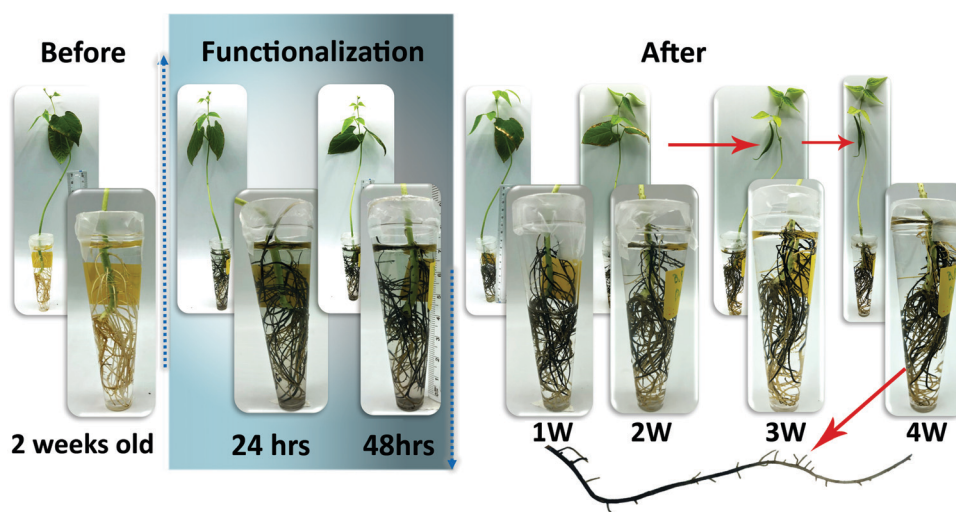 Before
Functionalization
After
2 weeks old
24 hrs
48hrs
1W
2W
3W
4W